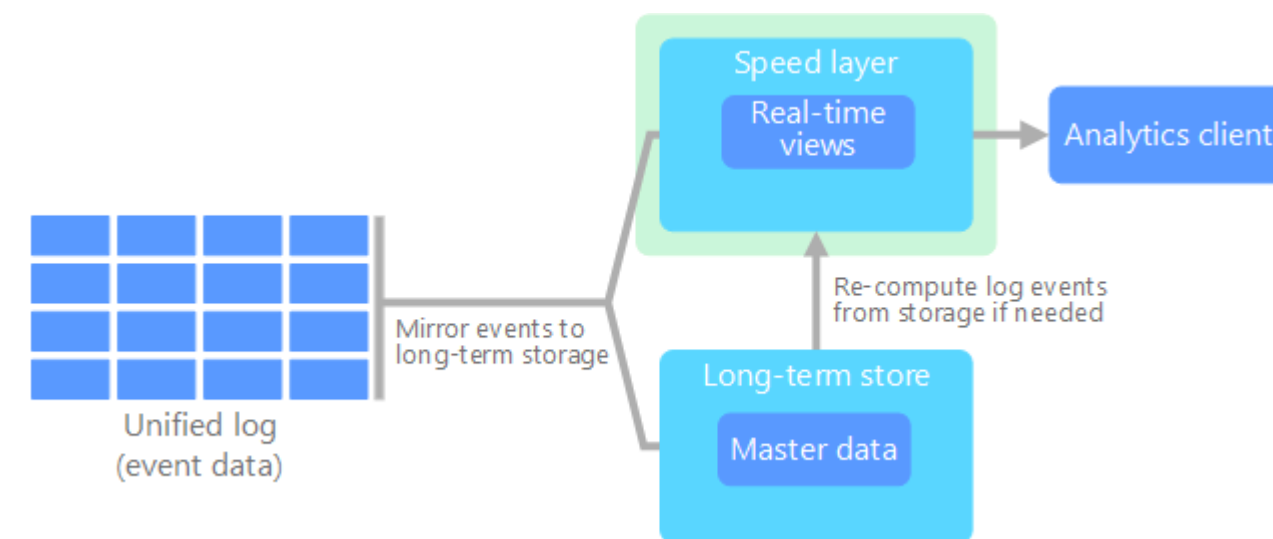 Speed layer
Real-time
views
Analytics client
Re-compute log events
from storage if needed
Mirror events to
long-term storage
Long-term store
Master data
Unified log
(event data)